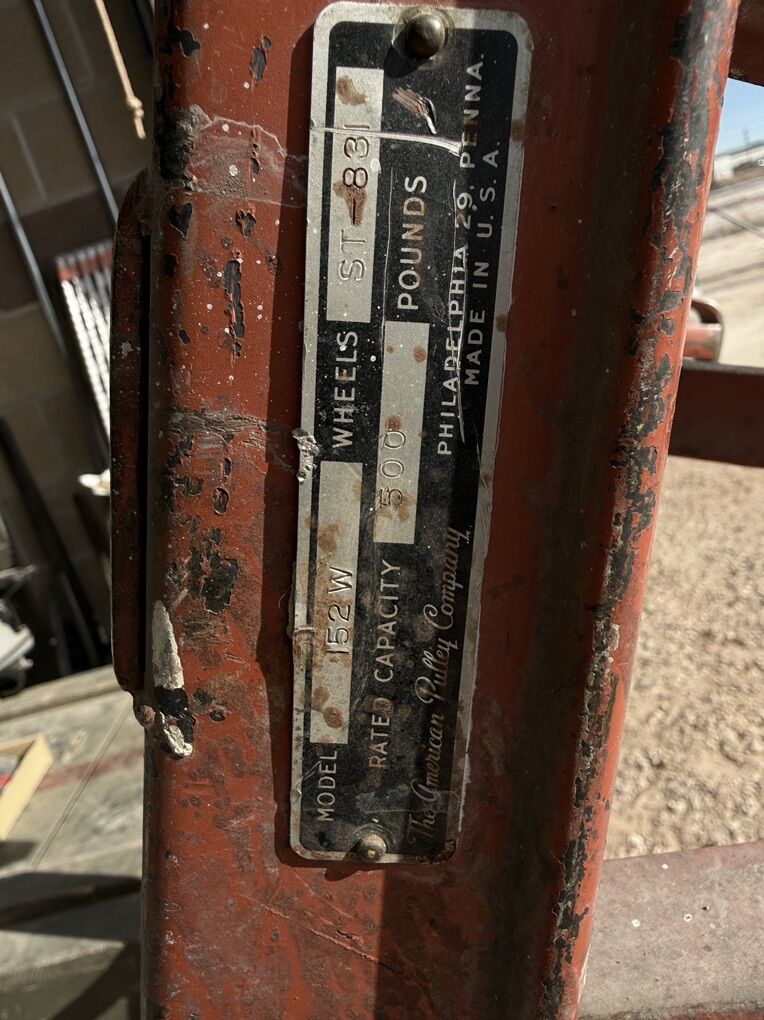 MODEL 152W WHEELS ST-831
RATED CAPACITY 500 POUNDS
The American Pulley Company PHILADELPHIA 29, PENNA.
MADE IN U.S.A.